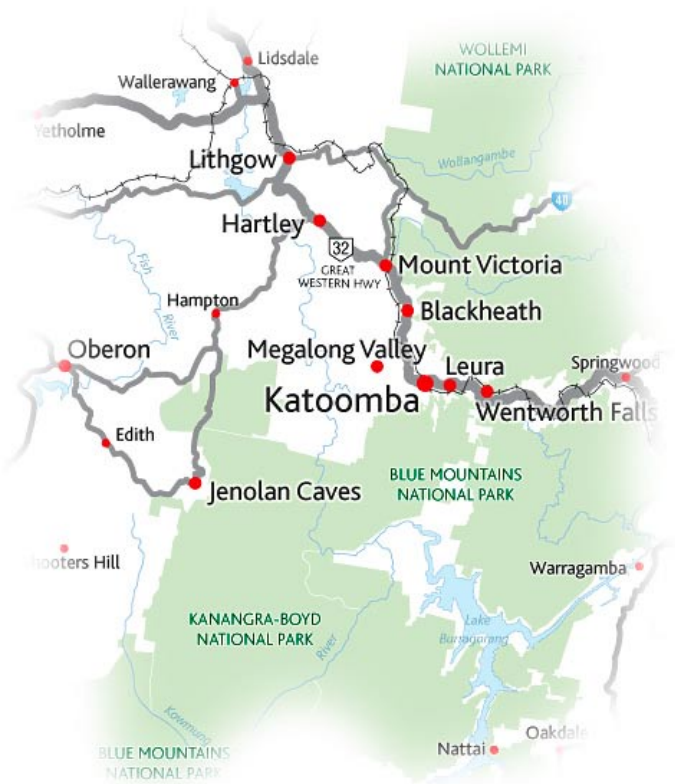 Lidsdale
WOLLEMI
NATIONAL PARK
Wallerawang
Yetholme
Wollangambe
Lithgow
40
Hartley
32
GREAT
WESTERN HWY
Mount Victoria
Fish
River
Hampton
Blackheath
Oberon
Megalong Valley
Leura
Springwood
Katoomba
Wentworth Falls
Edith
BLUE MOUNTAINS
NATIONAL PARK
Jenolan Caves
hooters Hill
Warragamba
KANANGRA-BOYD
NATIONAL PARK
Lake
Burragorang
River
Kowmung
BLUE MOUNTAINS
NATIONAL PARK
Nattai
Oakdale